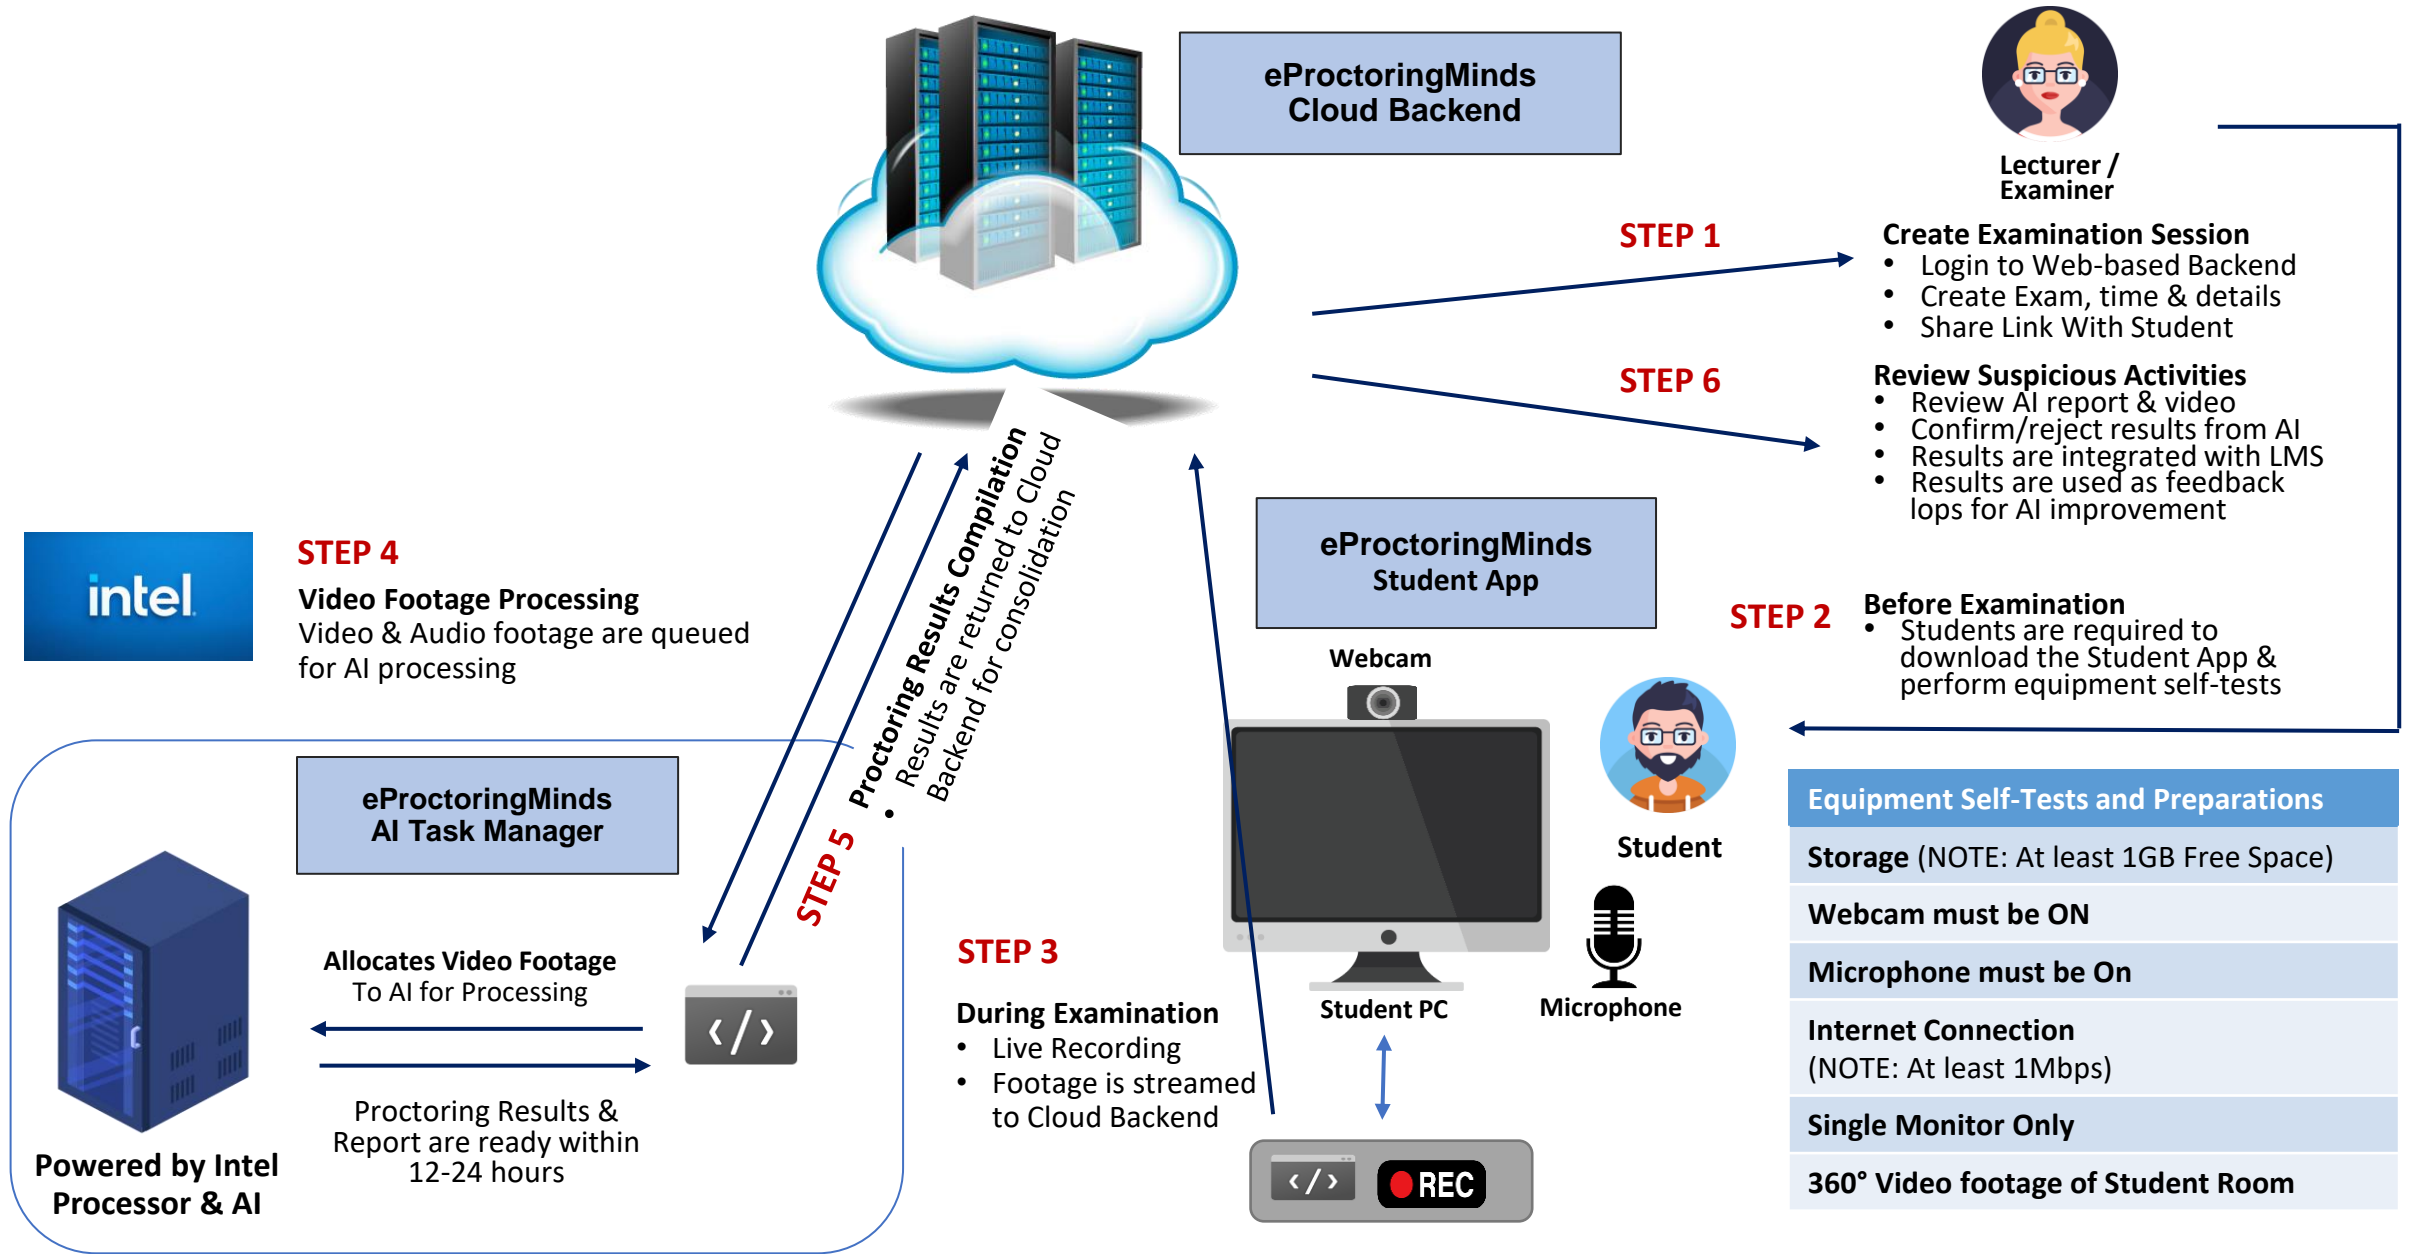 eProctoringMinds
Cloud Backend
Lecturer /
Examiner
STEP 1
Create Examination Session
• Login to Web-based Backend
• Create Exam, time & details
• Share Link With Student
STEP 6
Review Suspicious Activities
• Review AI report & video
• Confirm/reject results from AI
• Results are integrated with LMS
• Results are used as feedback
lops for AI improvement
eProctoringMinds
Student App
STEP 2
Before Examination
• Students are required to
download the Student App &
perform equipment self-tests
Webcam
Student
Student PC
Microphone
Equipment Self-Tests and Preparations
Storage (NOTE: At least 1GB Free Space)
Webcam must be ON
Microphone must be On
Internet Connection
(NOTE: At least 1Mbps)
Single Monitor Only
360° Video footage of Student Room
STEP 3
During Examination
• Live Recording
• Footage is streamed
to Cloud Backend
</> REC
intel.
STEP 4
Video Footage Processing
Video & Audio footage are queued
for AI processing
STEP 5 Proctoring Results Compilation
• Results are returned to Cloud
Backend for consolidation
eProctoringMinds
AI Task Manager
Allocates Video Footage
To AI for Processing
</>
Proctoring Results &
Report are ready within
12-24 hours
Powered by Intel
Processor & AI